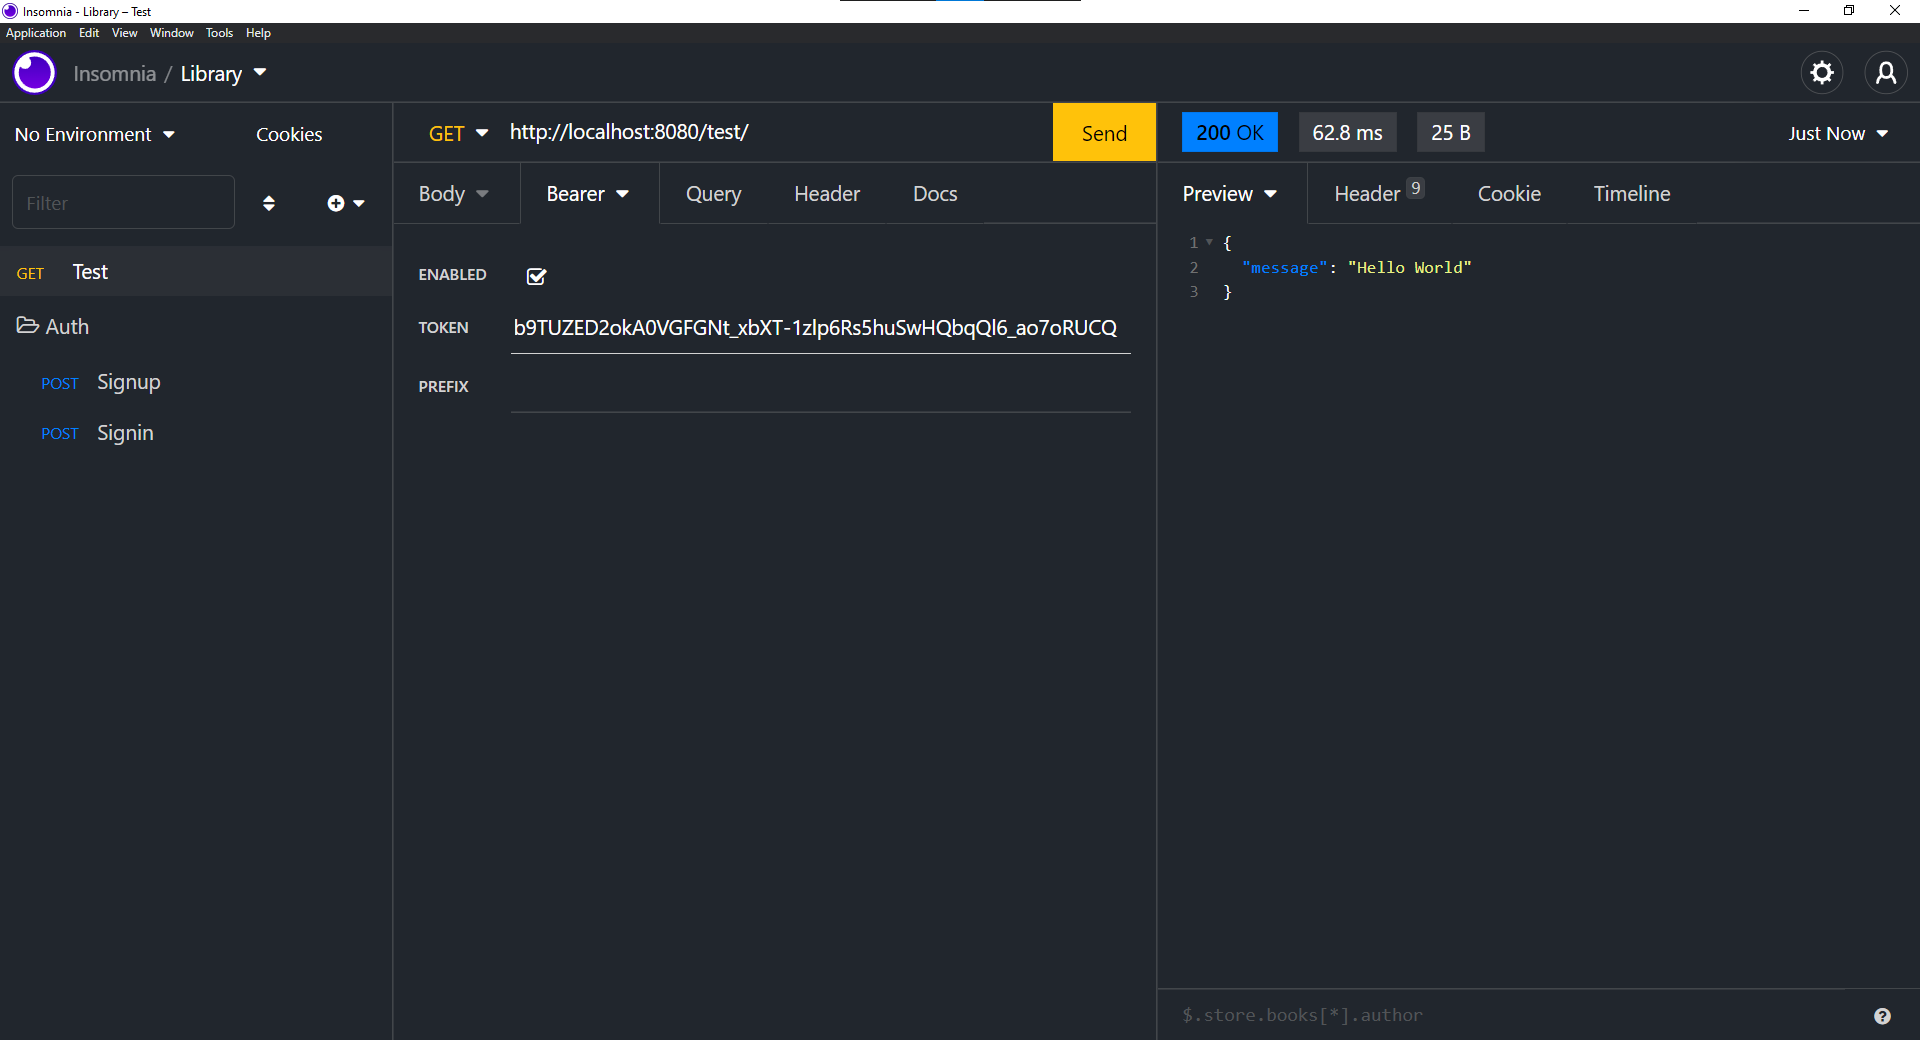 Insomnia - Library – Test
Application Edit View Window Tools Help
Insomnia / Library
No Environment Cookies
Filter
GET Test
Auth
POST Signup
POST Signin
GET http://localhost:8080/test/ Send
Body Bearer Query Header Docs
ENABLED
TOKEN b9TUZED2okA0VGFGNt_xbXT-1zlp6Rs5huSwHQbqQl6_ao7oRUCQ
PREFIX
200 OK 62.8 ms 25 B Just Now
Preview Header 9 Cookie Timeline
1 {
2 "message": "Hello World"
3 }
$.store.books[*].author